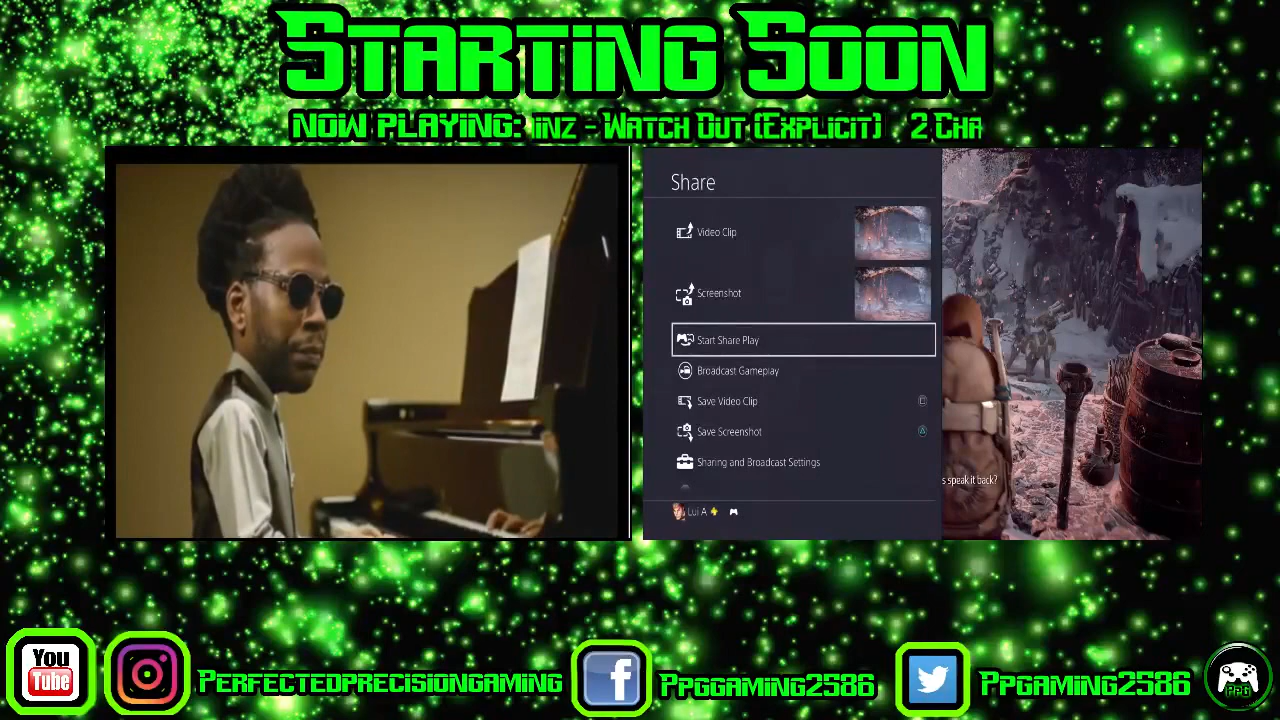 Starting Soon
Now Playing: iinz - Watch Out (Explicit) 2 Cha
Share
Video Clip
Screenshot
Start Share Play
Broadcast Gameplay
Save Video Clip
Save Screenshot
Sharing and Broadcast Settings
s speak it back?
Lui A
You
Tube
Perfectedprecisiongaming
f
Ppggaming2586
Ppgaming2586
PPG